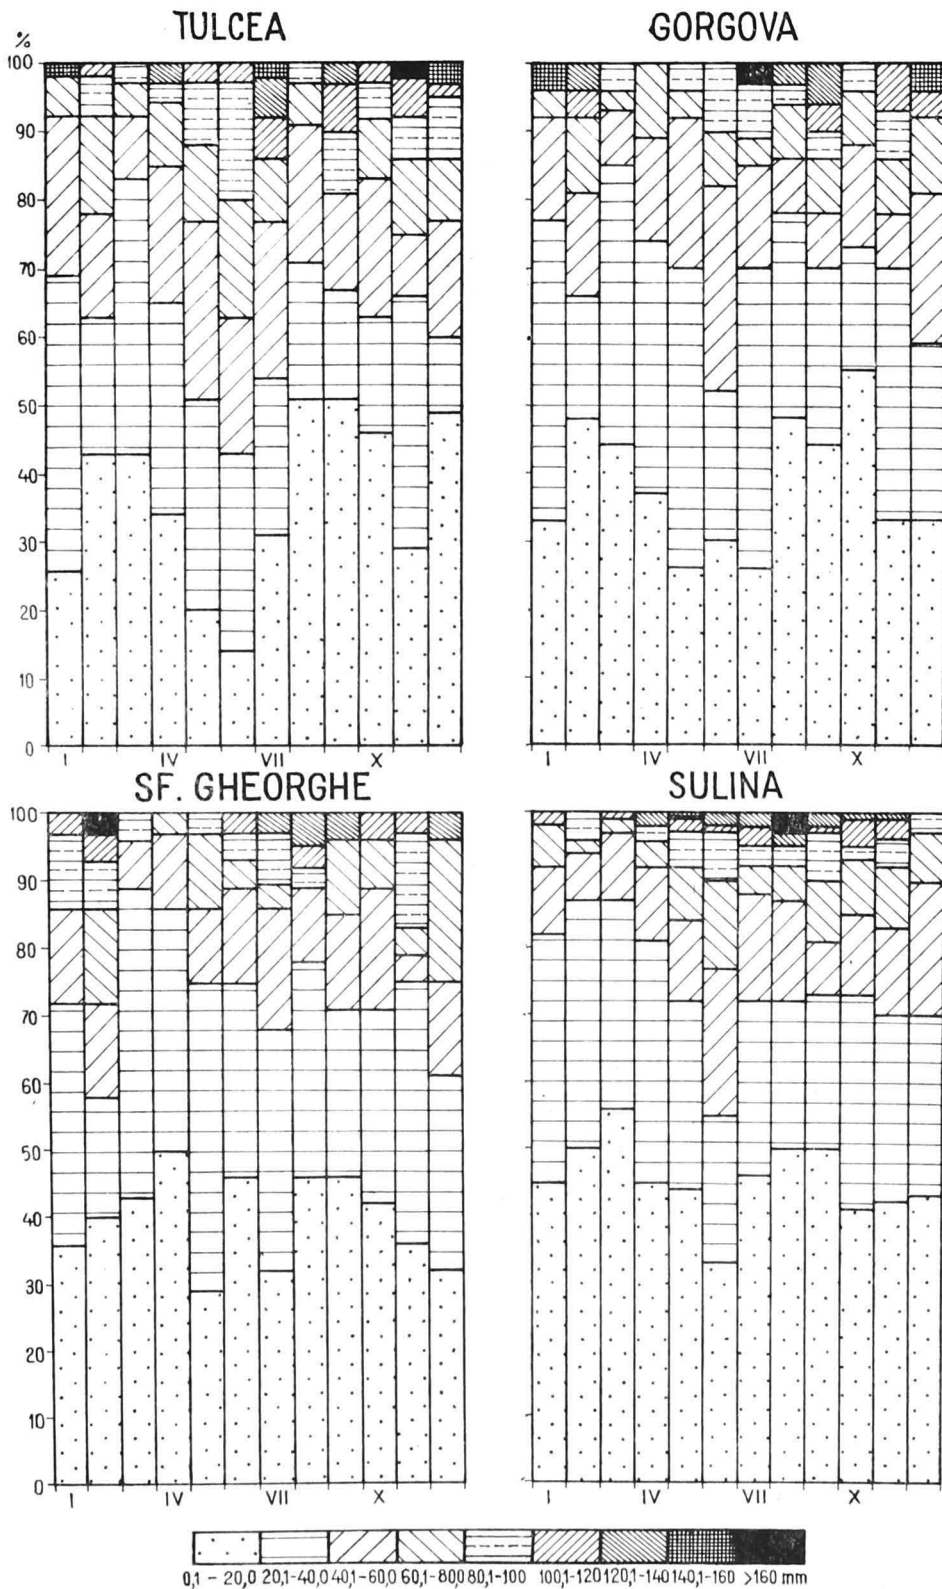 TULCEA
GORGOVA
%
100
90
80
70
60
50
40
30
20
10
0
I IV VII X
I IV VII X
SF. GHEORGHE
SULINA
100
90
80
70
60
50
40
30
20
10
0
I IV VII X
I IV VII X
0,1 – 20,0 20,1–40,0 40,1–60,0 60,1–80,0 80,1–100 100,1–120 120,1–140 140,1–160 >160 mm